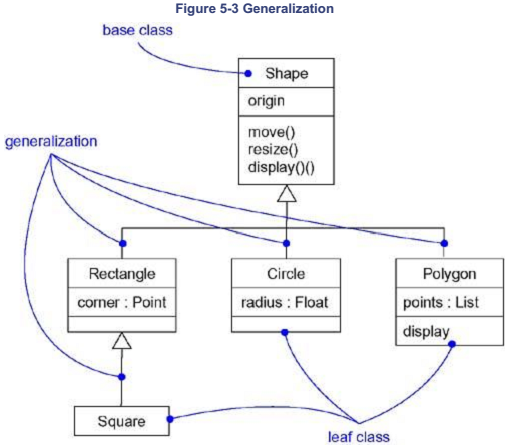 Figure 5-3 Generalization
base class
Shape
origin
move()
resize()
display()()
generalization
Rectangle
corner : Point
Circle
radius : Float
Polygon
points : List
display
Square
leaf class